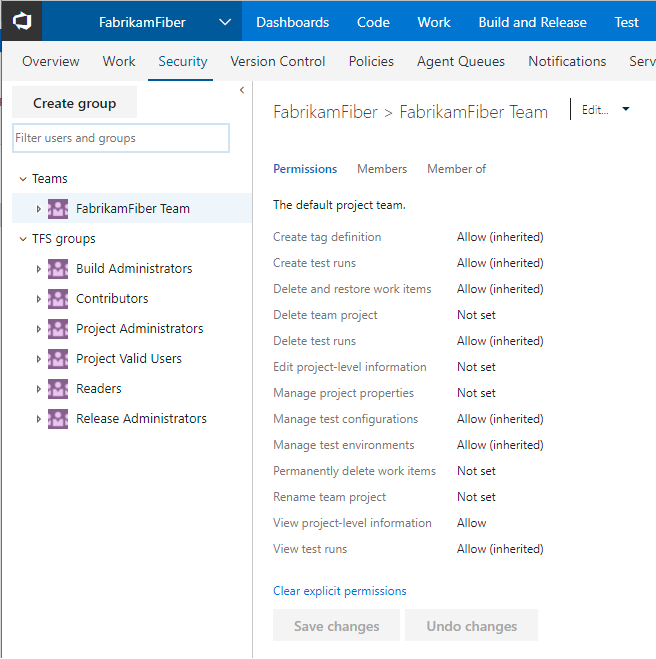 FabrikamFiber Dashboards Code Work Build and Release Test
Overview Work Security Version Control Policies Agent Queues Notifications Serv
Create group
Filter users and groups
Teams
FabrikamFiber Team
TFS groups
Build Administrators
Contributors
Project Administrators
Project Valid Users
Readers
Release Administrators
FabrikamFiber > FabrikamFiber Team Edit...
Permissions Members Member of
The default project team.
Create tag definition Allow (inherited)
Create test runs Allow (inherited)
Delete and restore work items Allow (inherited)
Delete team project Not set
Delete test runs Allow (inherited)
Edit project-level information Not set
Manage project properties Not set
Manage test configurations Allow (inherited)
Manage test environments Allow (inherited)
Permanently delete work items Not set
Rename team project Not set
View project-level information Allow
View test runs Allow (inherited)
Clear explicit permissions
Save changes Undo changes